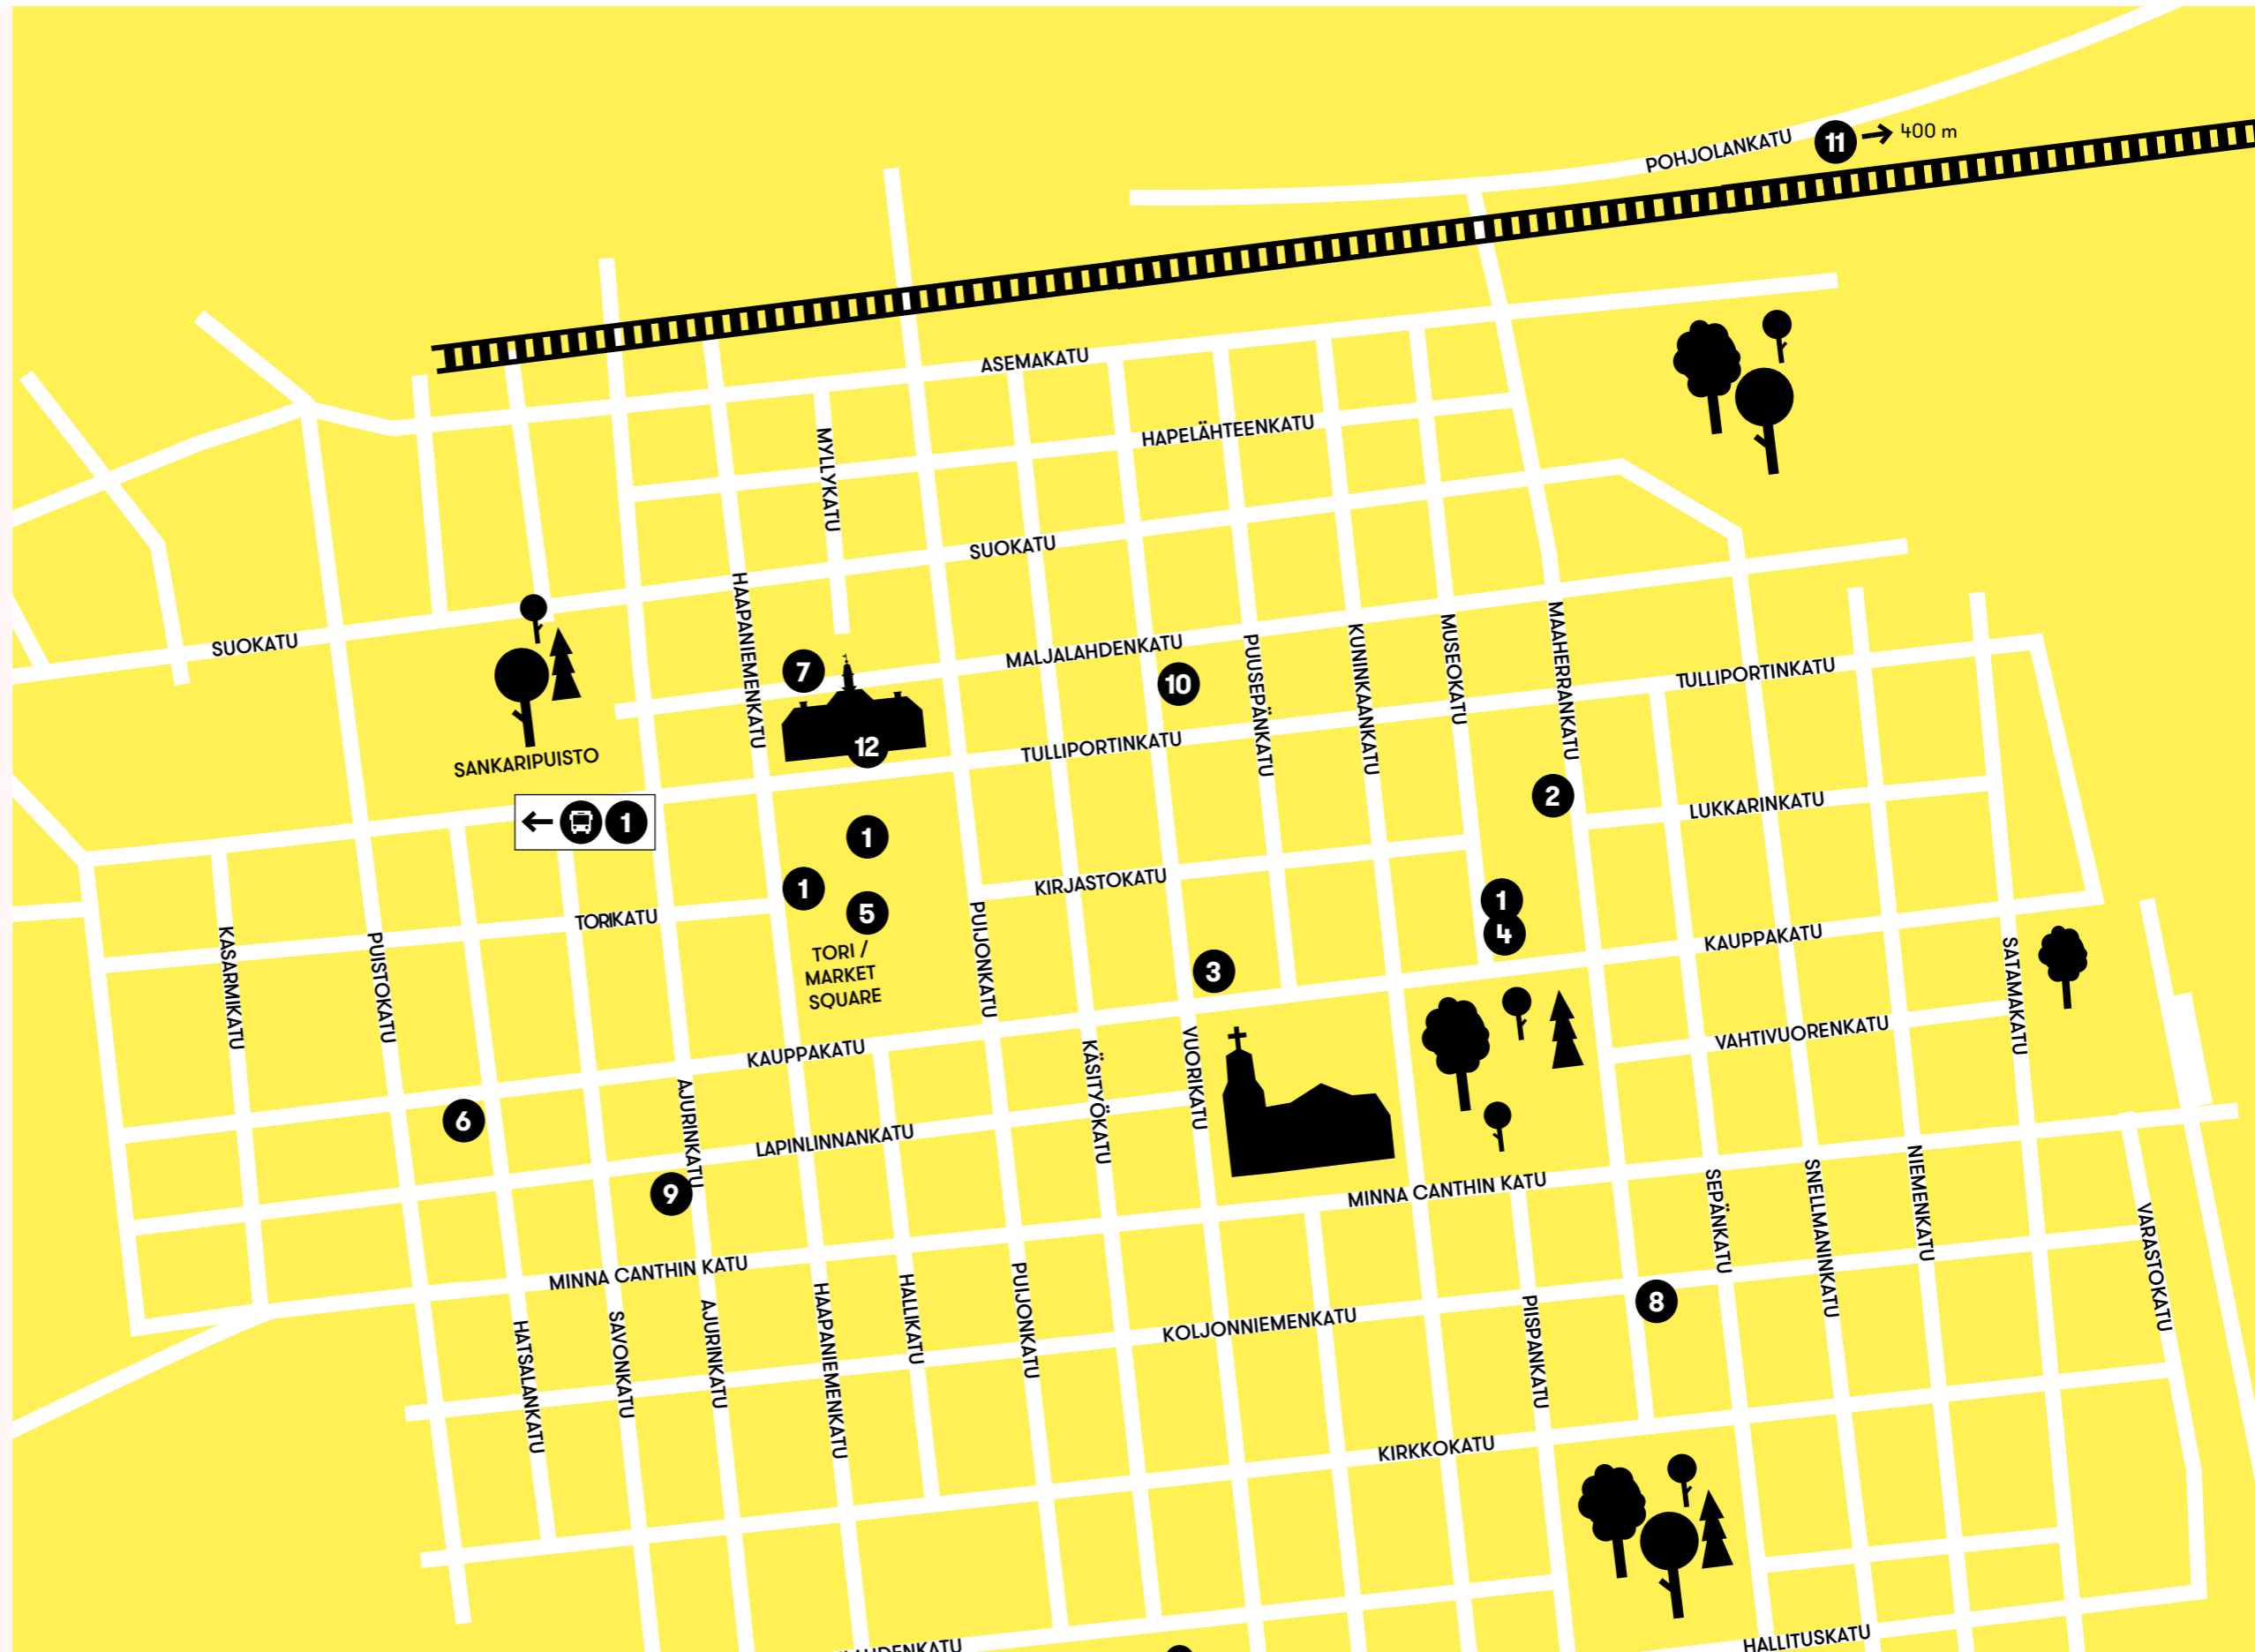 POHJOLANKATU
11
400 m
ASEMAKATU
HAPELÄHTEENKATU
MYLLYKATU
SUOKATU
SUOKATU
HAAPANIEMENKATU
MALJALAHDENKATU
PUUSEPÄNKATU
KUNINKAANKATU
MUSEOKATU
MAAHERRANKATU
TULLIPORTINKATU
7
10
12
TULLIPORTINKATU
SANKARIPUISTO
1
2
LUKKARINKATU
1
1
5
KIRJASTOKATU
TORIKATU
TORI /
MARKET
SQUARE
PUIJONKATU
1
4
3
KAUPPAKATU
KASARMIKATU
PUISTOKATU
SATAMAKATU
VAHTIVUORENKATU
KAUPPAKATU
KÄSITYÖKATU
VUORIKATU
6
AJURINKATU
LAPINLINNANKATU
9
MINNA CANTHIN KATU
SEPÄNKATU
SNELLMANINKATU
NIEMENKATU
VARASTOKATU
MINNA CANTHIN KATU
8
KOLJONNIEMENKATU
PIISPANKATU
HATSALANKATU
SAVONKATU
AJURINKATU
HAAPANIEMENKATU
HALLIKATU
PUIJONKATU
KIRKKOKATU
HALLITUSKATU